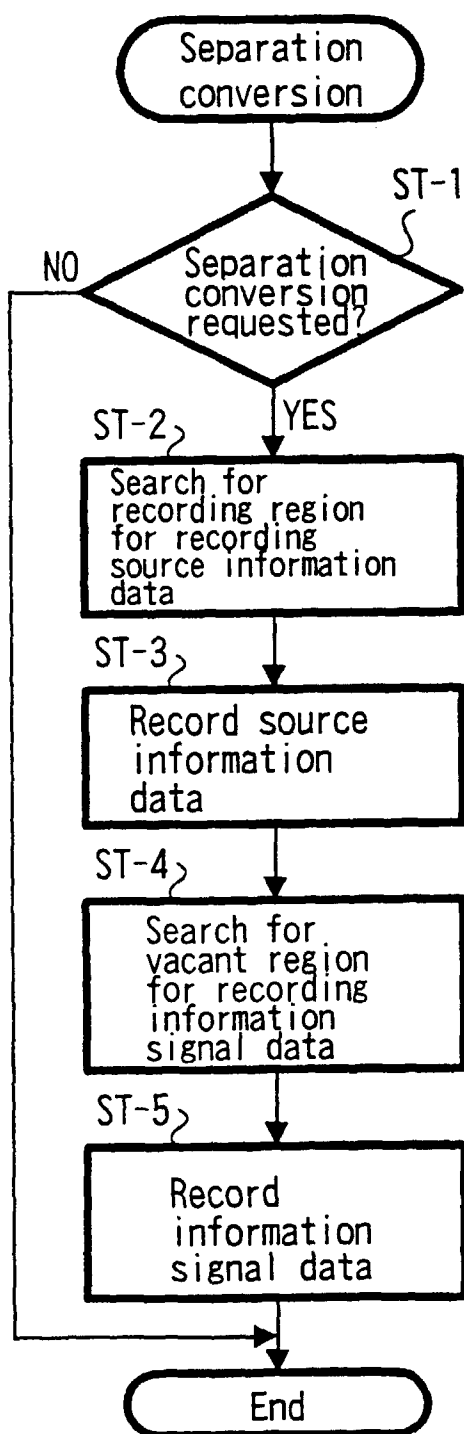 Separation
conversion
ST-1
NO
Separation
conversion
requested?
YES
ST-2
Search for
recording region
for recording
source information
data
ST-3
Record source
information
data
ST-4
Search for
vacant region
for recording
information
signal data
ST-5
Record
information
signal data
End